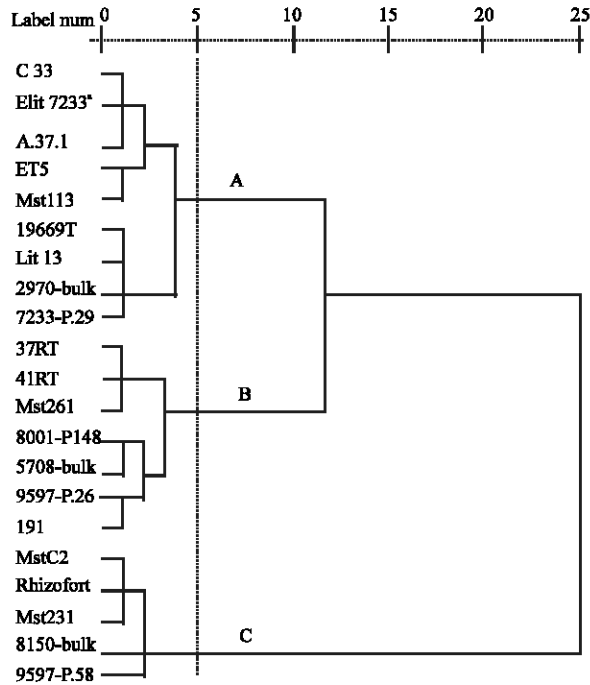 Label num 0 5 10 15 20 25
C 33
Elit 7233ª
A.37.1
ET5
Mst113
A
19669T
Lit 13
2970-bulk
7233-P.29
37RT
41RT
B
Mst261
8001-P148
5708-bulk
9597-P.26
191
MstC2
Rhizofort
Mst231
C
8150-bulk
9597-P.58